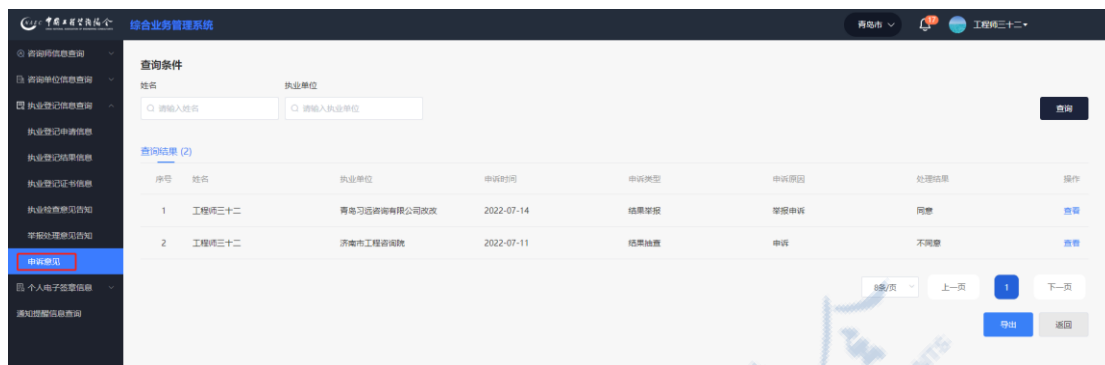 综合业务管理系统
青岛市
17
工程师三十二
咨询师信息查询
咨询单位信息查询
执业登记信息查询
执业登记申请信息
执业登记结果信息
执业登记证书信息
执业检查意见告知
举报处理意见告知
申诉意见
个人电子签章信息
通知提醒信息查询
查询条件
姓名 执业单位
请输入姓名 请输入执业单位 查询
查询结果 (2)
序号 姓名 执业单位 申诉时间 申诉类型 申诉原因 处理结果 操作
1 工程师三十二 青岛习远咨询有限公司改改 2022-07-14 结果举报 举报申诉 同意 查看
2 工程师三十二 济南市工程咨询院 2022-07-11 结果抽查 申诉 不同意 查看
8条/页 上一页 1 下一页
导出 返回